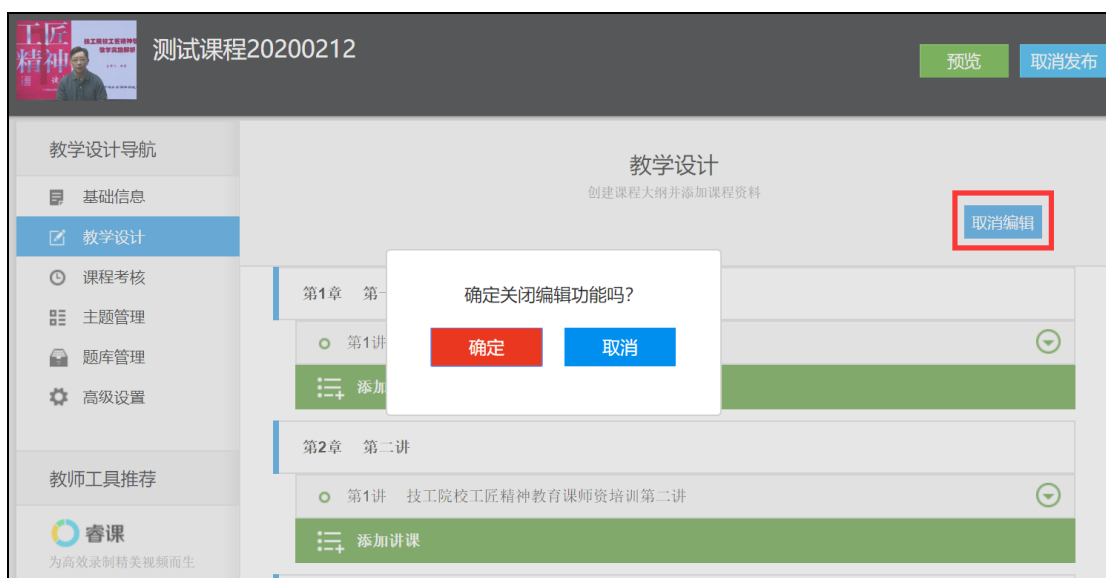 工匠
精神
测试课程20200212
预览
取消发布
教学设计导航
基础信息
教学设计
课程考核
主题管理
题库管理
高级设置
教师工具推荐
睿课
为高效录制精美视频而生
教学设计
创建课程大纲并添加课程资料
取消编辑
第1章 第一
第1讲
添加
确定关闭编辑功能吗?
确定
取消
第2章 第二讲
第1讲 技工院校工匠精神教育课师资培训第二讲
添加讲课